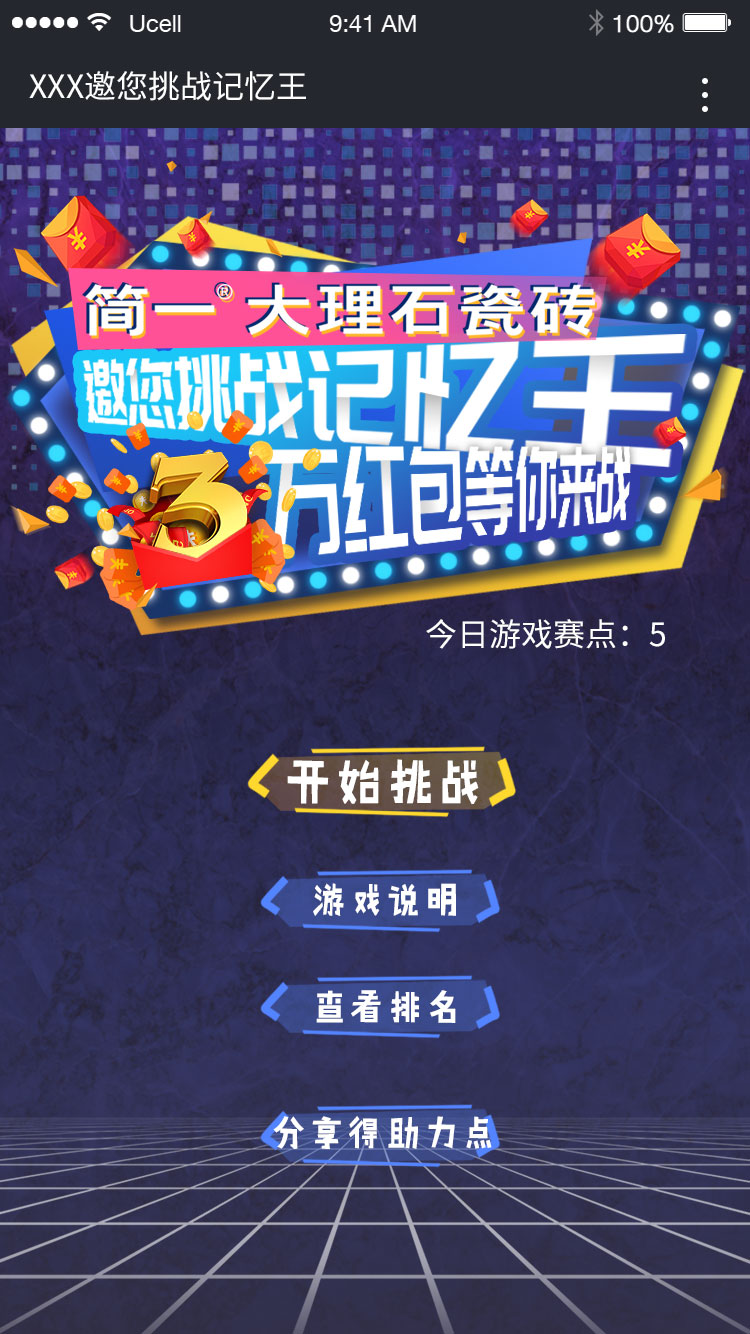 Ucell 9:41 AM 100%
XXX邀您挑战记忆王
简一® 大理石瓷砖
邀您挑战记忆王
3万红包等你来战
今日游戏赛点：5
开始挑战
游戏说明
查看排名
分享得助力点